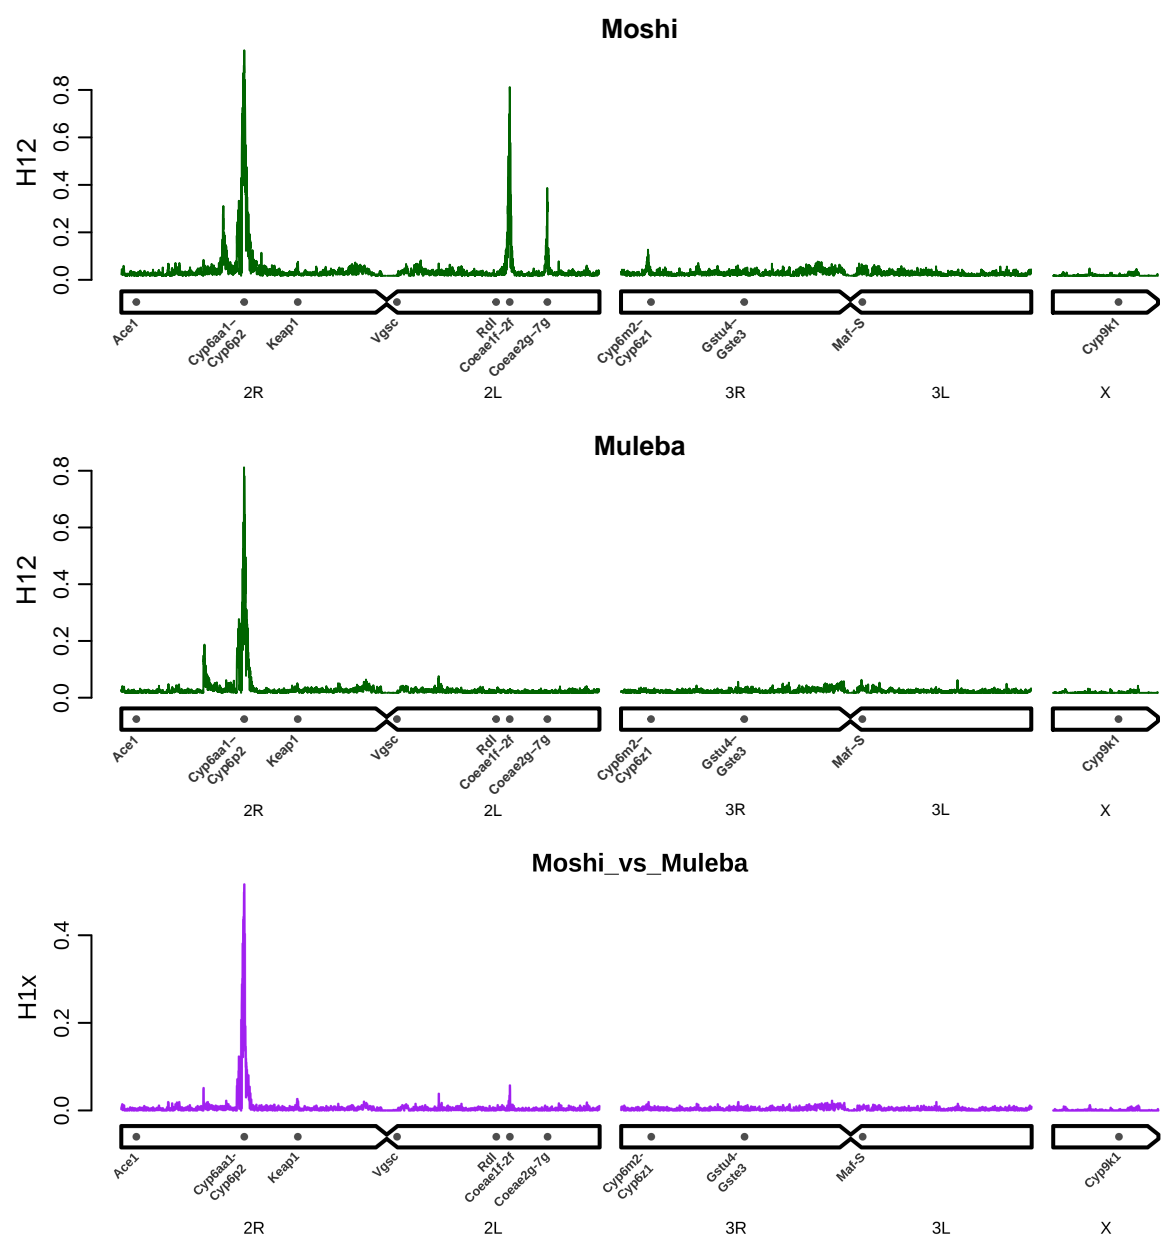 Moshi
H12
0.8
0.6
0.4
0.2
0.0
Ace1
Cyp6aa1–
Cyp6p2
Keap1
Vgsc
Rdl
Coeae1f–2f
Coeae2g–7g
Cyp6m2–
Cyp6z1
Gstu4–
Gste3
Maf–S
Cyp9k1
2R
2L
3R
3L
X
Muleba
H12
0.8
0.6
0.4
0.2
0.0
Ace1
Cyp6aa1–
Cyp6p2
Keap1
Vgsc
Rdl
Coeae1f–2f
Coeae2g–7g
Cyp6m2–
Cyp6z1
Gstu4–
Gste3
Maf–S
Cyp9k1
2R
2L
3R
3L
X
Moshi_vs_Muleba
H1x
0.4
0.2
0.0
Ace1
Cyp6aa1-
Cyp6p2
Keap1
Vgsc
Rdl
Coeae1f-2f
Coeae2g-7g
Cyp6m2-
Cyp6z1
Gstu4-
Gste3
Maf-S
Cyp9k1
2R
2L
3R
3L
X